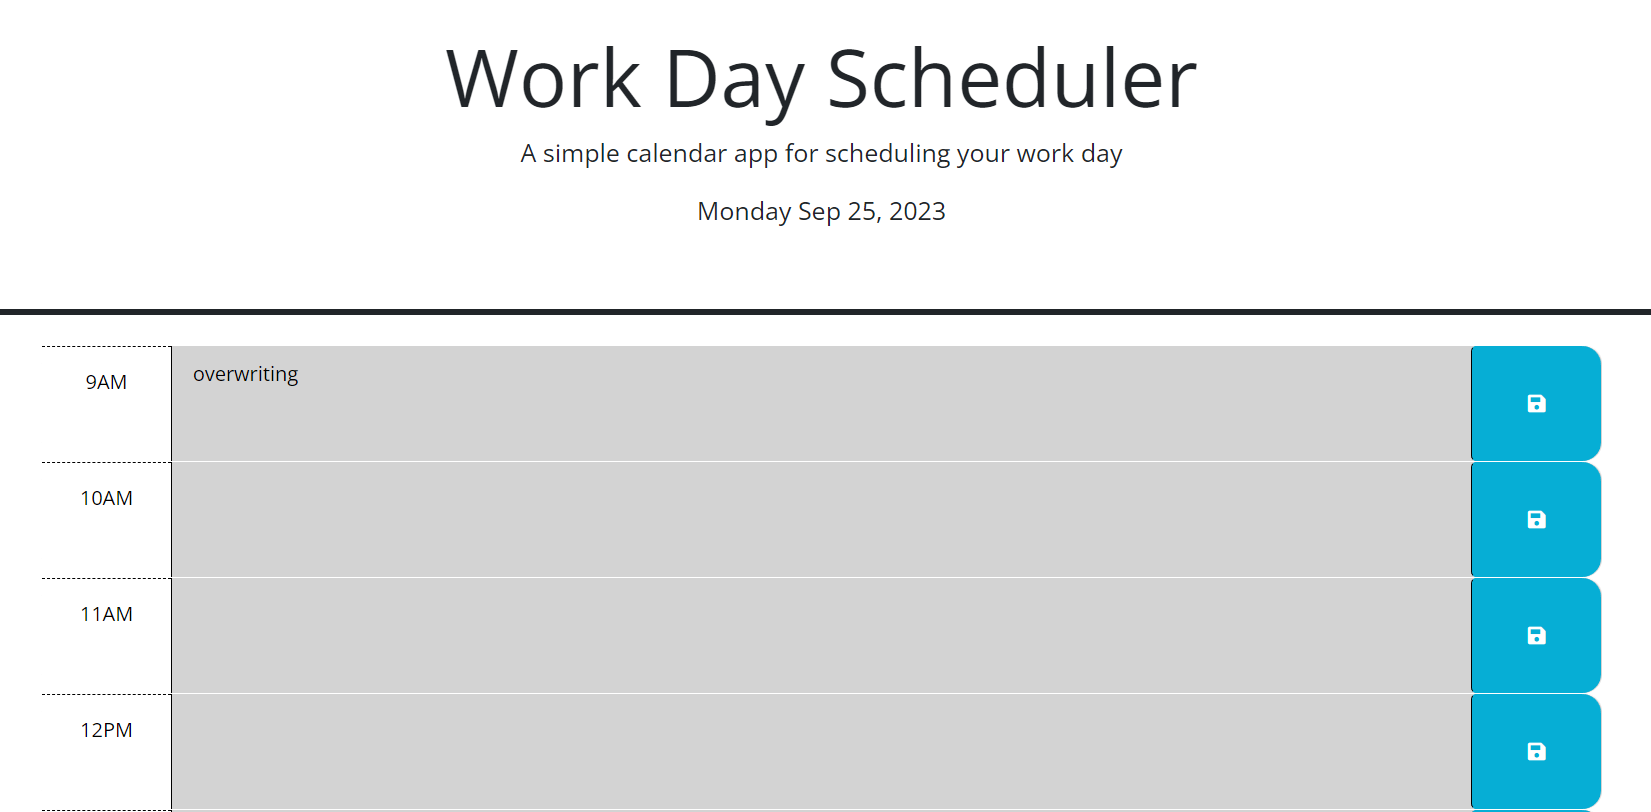 Work Day Scheduler
A simple calendar app for scheduling your work day
Monday Sep 25, 2023
9AM
overwriting
10AM
11AM
12PM